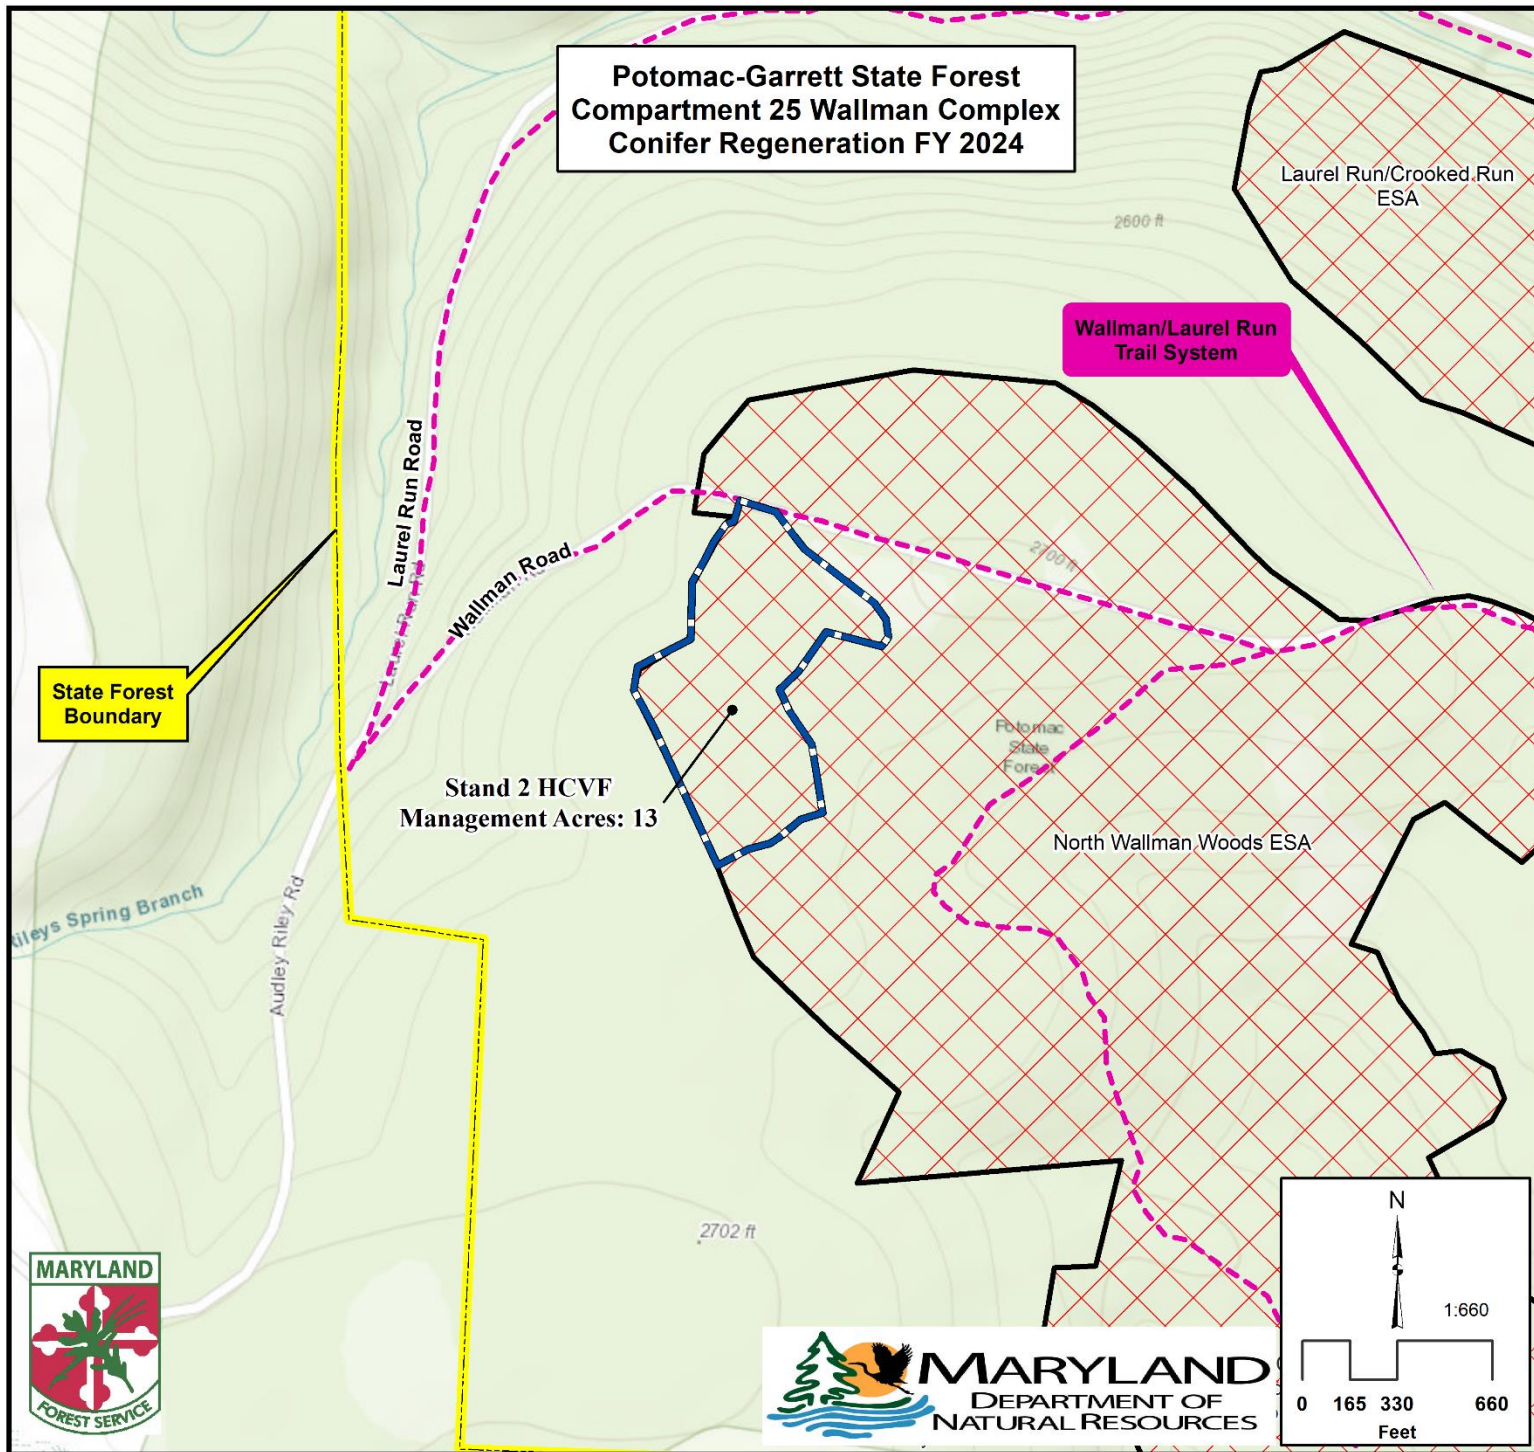 Potomac-Garrett State Forest
Compartment 25 Wallman Complex
Conifer Regeneration FY 2024
Laurel Run/Crooked Run
ESA
2600 ft
Wallman/Laurel Run
Trail System
Laurel Run Road
Laurel Run Rd
Wallman Road
2700 ft
State Forest
Boundary
Potomac
State
Forest
Stand 2 HCVF
Management Acres: 13
North Wallman Woods ESA
Rileys Spring Branch
Audley Riley Rd
2702 ft
N
1:660
0 165 330 660
Feet
MARYLAND
FOREST SERVICE
MARYLAND
DEPARTMENT OF
NATURAL RESOURCES